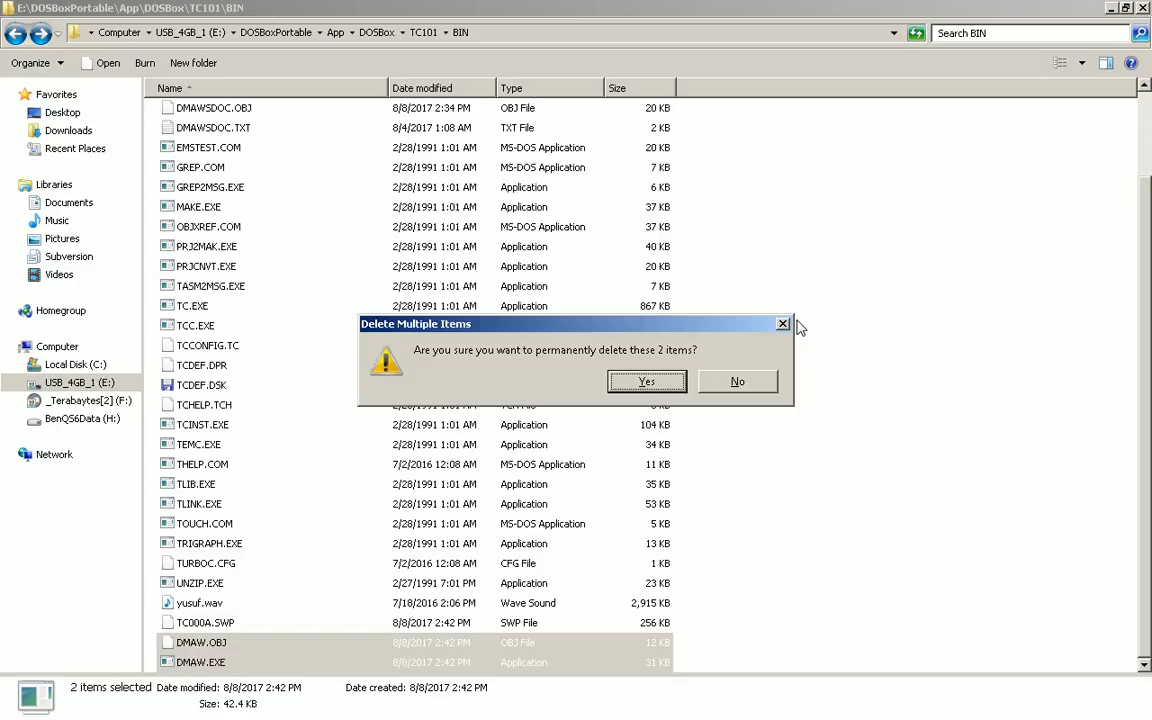 E:\DOSBoxPortable\App\DOSBox\TC101\BIN
Computer USB_4GB_1 (E:) DOSBoxPortable App DOSBox TC101 BIN Search BIN
Organize Open Burn New folder
Name Date modified Type Size
Favorites
Desktop
Downloads
Recent Places
Libraries
Documents
Music
Pictures
Subversion
Videos
Homegroup
Computer
Local Disk (C:)
USB_4GB_1 (E:)
_Terabytes[2] (F:)
BenQS6Data (H:)
Network
DMAWSDOC.OBJ 8/8/2017 2:34 PM OBJ File 20 KB
DMAWSDOC.TXT 8/4/2017 1:08 AM TXT File 2 KB
EMSTEST.COM 2/28/1991 1:01 AM MS-DOS Application 20 KB
GREP.COM 2/28/1991 1:01 AM MS-DOS Application 7 KB
GREP2MSG.EXE 2/28/1991 1:01 AM Application 6 KB
MAKE.EXE 2/28/1991 1:01 AM Application 37 KB
OBJXREF.COM 2/28/1991 1:01 AM MS-DOS Application 37 KB
PRJ2MAK.EXE 2/28/1991 1:01 AM Application 40 KB
PRJCNVT.EXE 2/28/1991 1:01 AM Application 20 KB
TASM2MSG.EXE 2/28/1991 1:01 AM Application 7 KB
TC.EXE 2/28/1991 1:01 AM Application 867 KB
TCC.EXE
TCCONFIG.TC
TCDEF.DPR
TCDEF.DSK
TCHELP.TCH
TCINST.EXE 2/28/1991 1:01 AM Application 104 KB
TEMC.EXE 2/28/1991 1:01 AM Application 34 KB
THELP.COM 7/2/2016 12:08 AM MS-DOS Application 11 KB
TLIB.EXE 2/28/1991 1:01 AM Application 35 KB
TLINK.EXE 2/28/1991 1:01 AM Application 53 KB
TOUCH.COM 2/28/1991 1:01 AM MS-DOS Application 5 KB
TRIGRAPH.EXE 2/28/1991 1:01 AM Application 13 KB
TURBOC.CFG 7/2/2016 12:08 AM CFG File 1 KB
UNZIP.EXE 2/27/1991 7:01 PM Application 23 KB
yusuf.wav 7/18/2016 2:06 PM Wave Sound 2,915 KB
TC000A.SWP 8/8/2017 2:42 PM SWP File 256 KB
DMAW.OBJ 8/8/2017 2:42 PM OBJ File 12 KB
DMAW.EXE 8/8/2017 2:42 PM Application 31 KB
Delete Multiple Items
Are you sure you want to permanently delete these 2 items?
Yes No
2 items selected Date modified: 8/8/2017 2:42 PM Date created: 8/8/2017 2:42 PM
Size: 42.4 KB